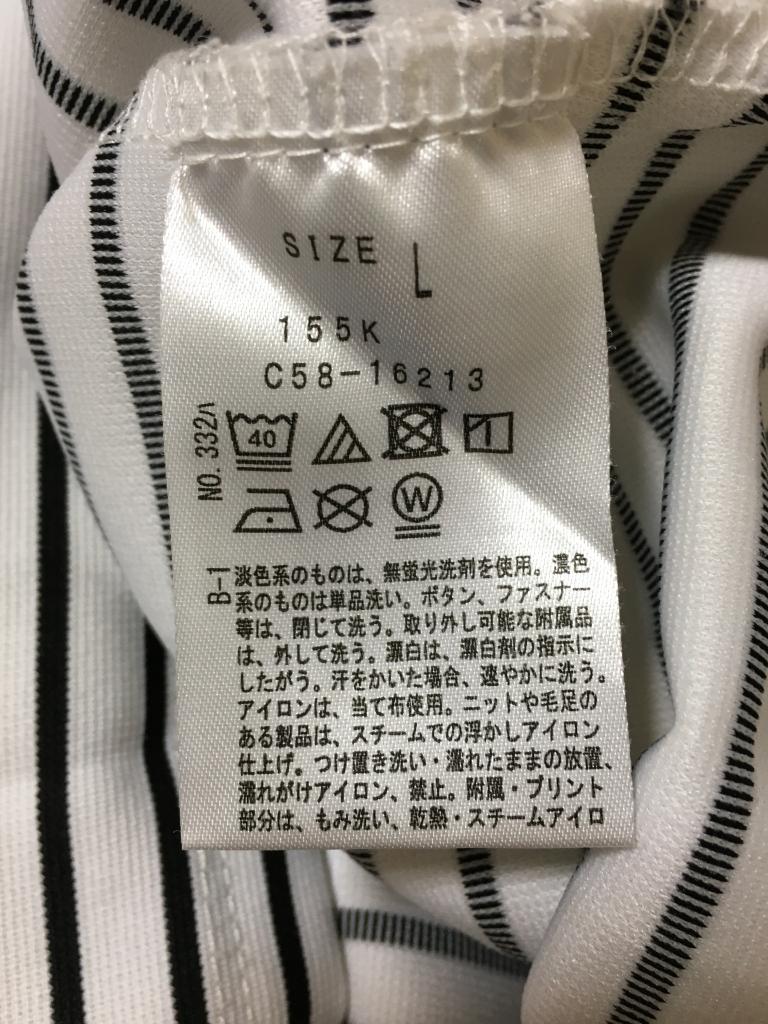 SIZE L
155K
C58-16213
NO. 332ハ
40
W
B-1
淡色系のものは、無蛍光洗剤を使用。濃色
系のものは単品洗い。ボタン、ファスナー
等は、閉じて洗う。取り外し可能な附属品
は、外して洗う。漂白は、漂白剤の指示に
したがう。汗をかいた場合、速やかに洗う。
アイロンは、当て布使用。ニットや毛足の
ある製品は、スチームでの浮かしアイロン
仕上げ。つけ置き洗い・濡れたままの放置、
濡れがけアイロン、禁止。附属・プリント
部分は、もみ洗い、乾熱・スチームアイロ